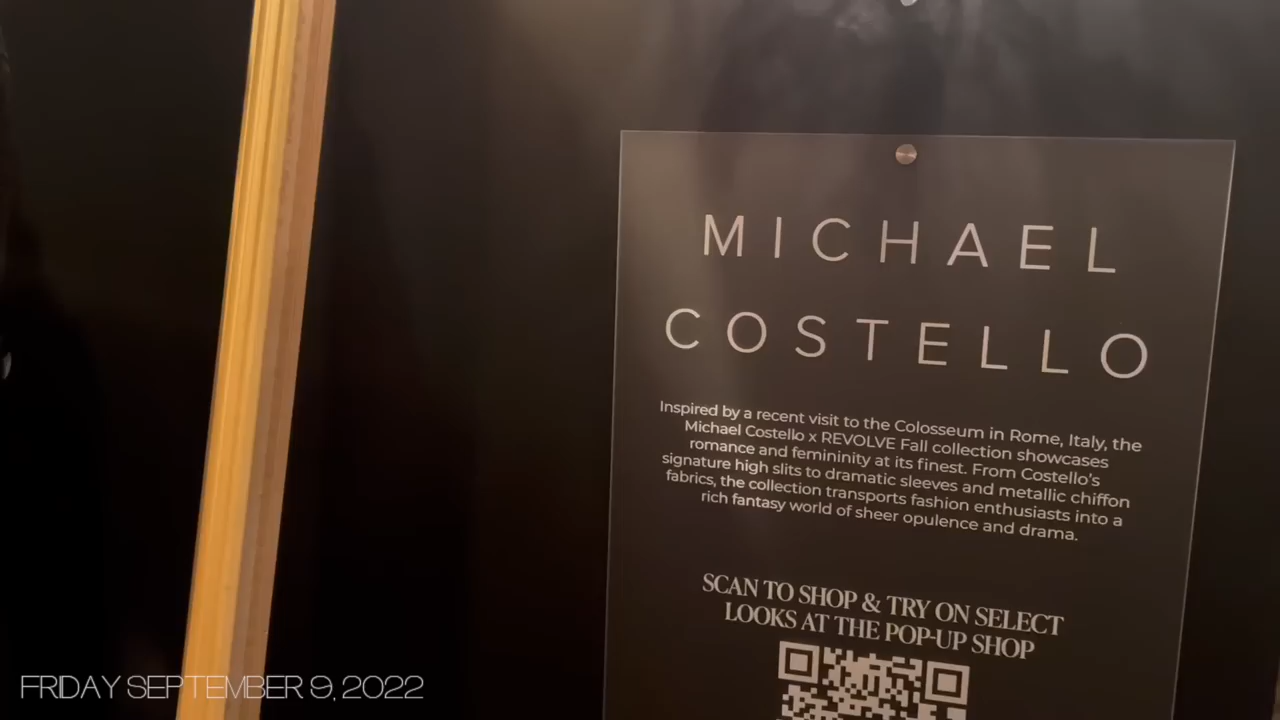 MICHAEL
COSTELLO
Inspired by a recent visit to the Colosseum in Rome, Italy, the
Michael Costello x REVOLVE Fall collection showcases
romance and femininity at its finest. From Costello's
signature high slits to dramatic sleeves and metallic chiffon
fabrics, the collection transports fashion enthusiasts into a
rich fantasy world of sheer opulence and drama.
SCAN TO SHOP & TRY ON SELECT
LOOKS AT THE POP-UP SHOP
FRIDAY SEPTEMBER 9, 2022